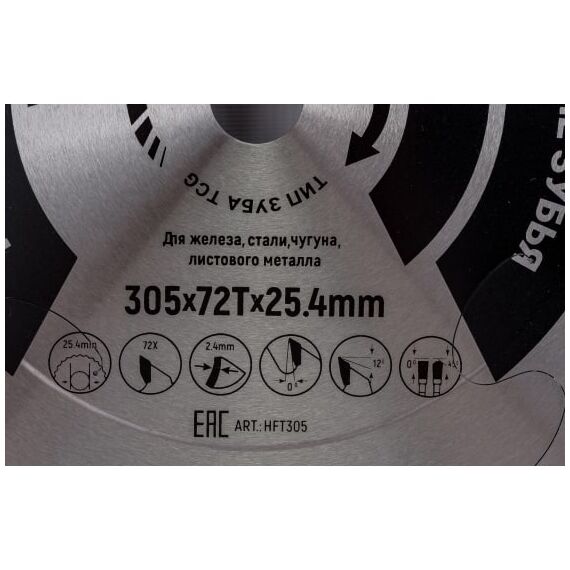 ТИП ЗУБА TCG
ЗУБЬЯ
Для железа, стали, чугуна,
листового металла
305x72Tx25.4mm
25.4mm 72X 2.4mm 0° 12° 0°
EAC ART.: HFT305